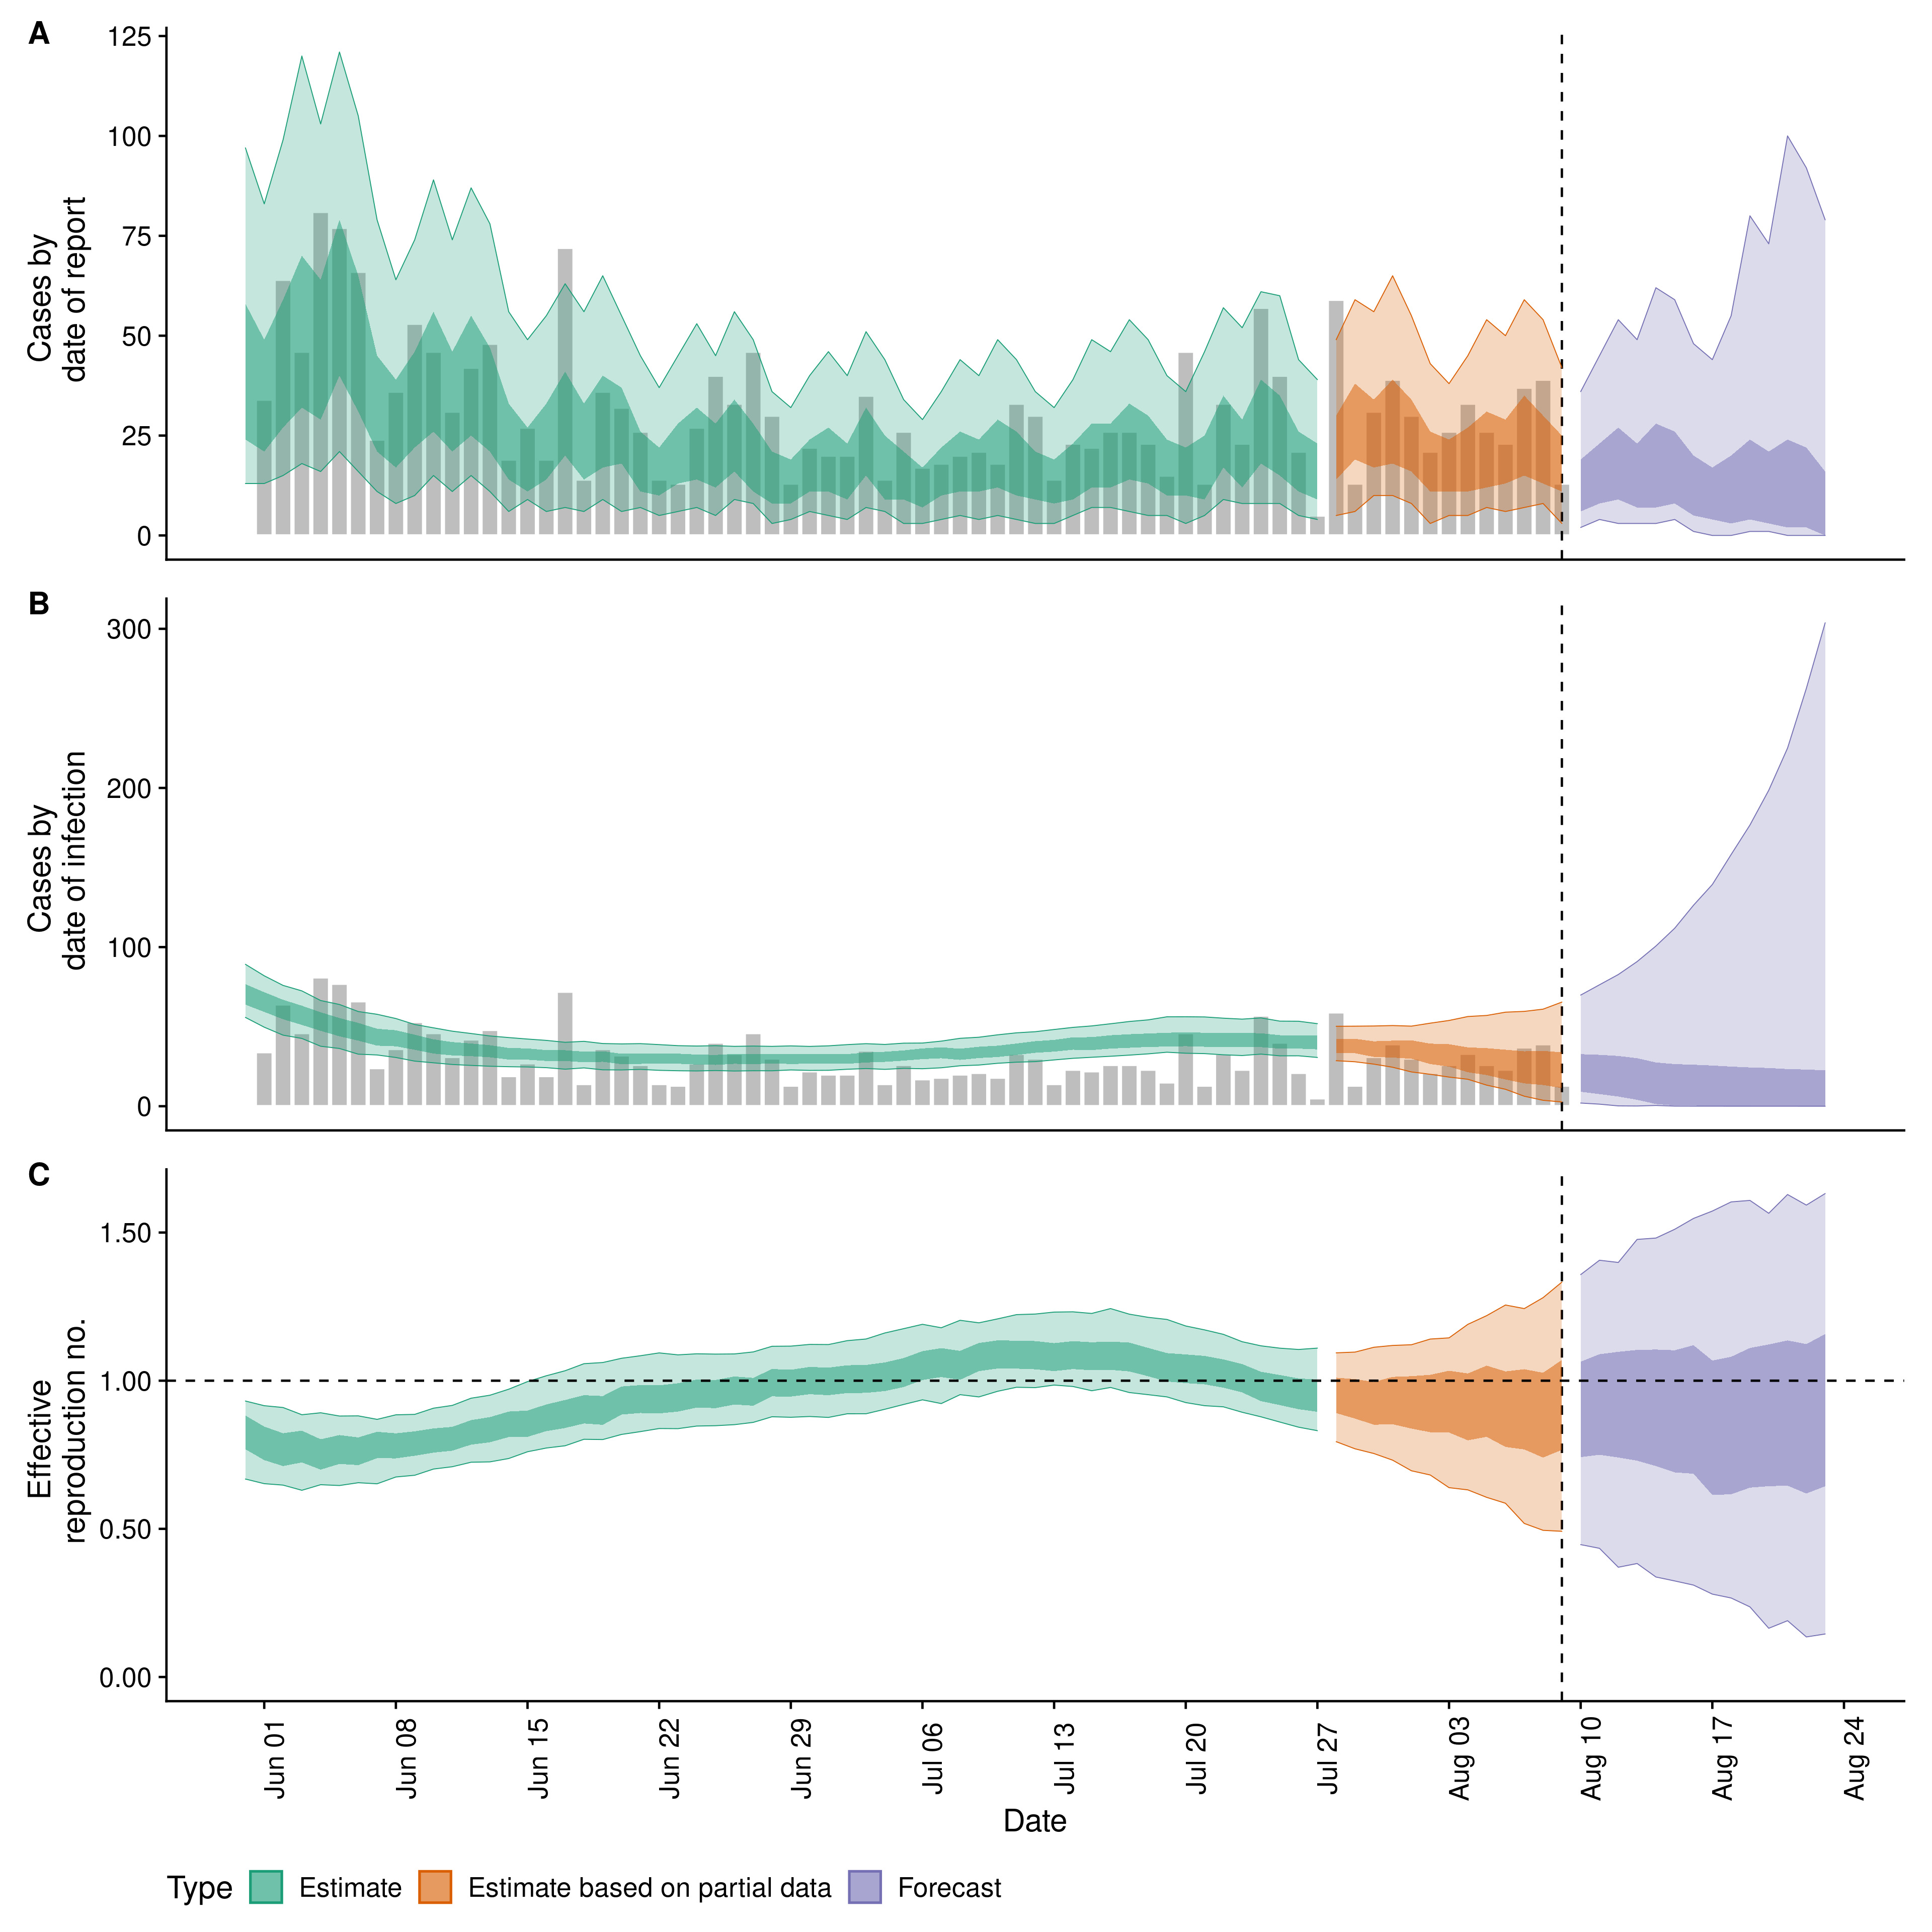 A
Cases by
date of report
125
100
75
50
25
0
B
Cases by
date of infection
300
200
100
0
C
Effective
reproduction no.
1.50
1.00
0.50
0.00
Jun 01
Jun 08
Jun 15
Jun 22
Jun 29
Jul 06
Jul 13
Jul 20
Jul 27
Aug 03
Aug 10
Aug 17
Aug 24
Date
Type Estimate Estimate based on partial data Forecast